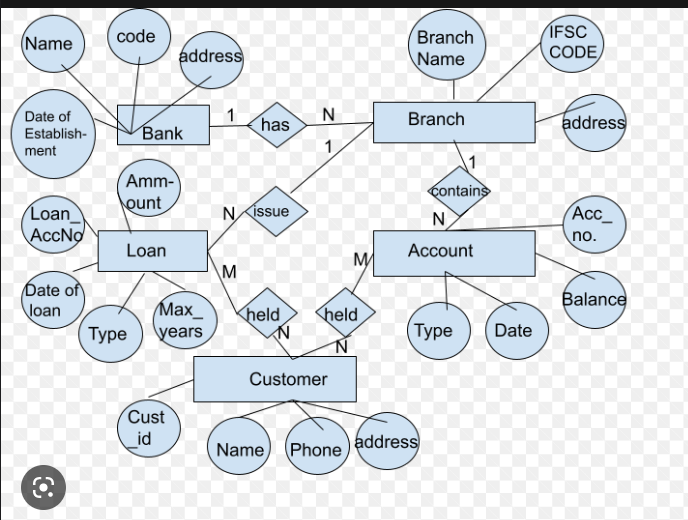 Name
code
address
Date of
Establish-
ment
Bank
1
has
N
Branch
Name
IFSC
CODE
Branch
address
1
1
contains
N
Amm-
ount
Loan_
AccNo
N
issue
Loan
M
Date of
loan
Type
Max_
years
held
N
Acc_
no.
Account
M
Balance
held
N
Type
Date
Customer
Cust
_id
Name
Phone
address